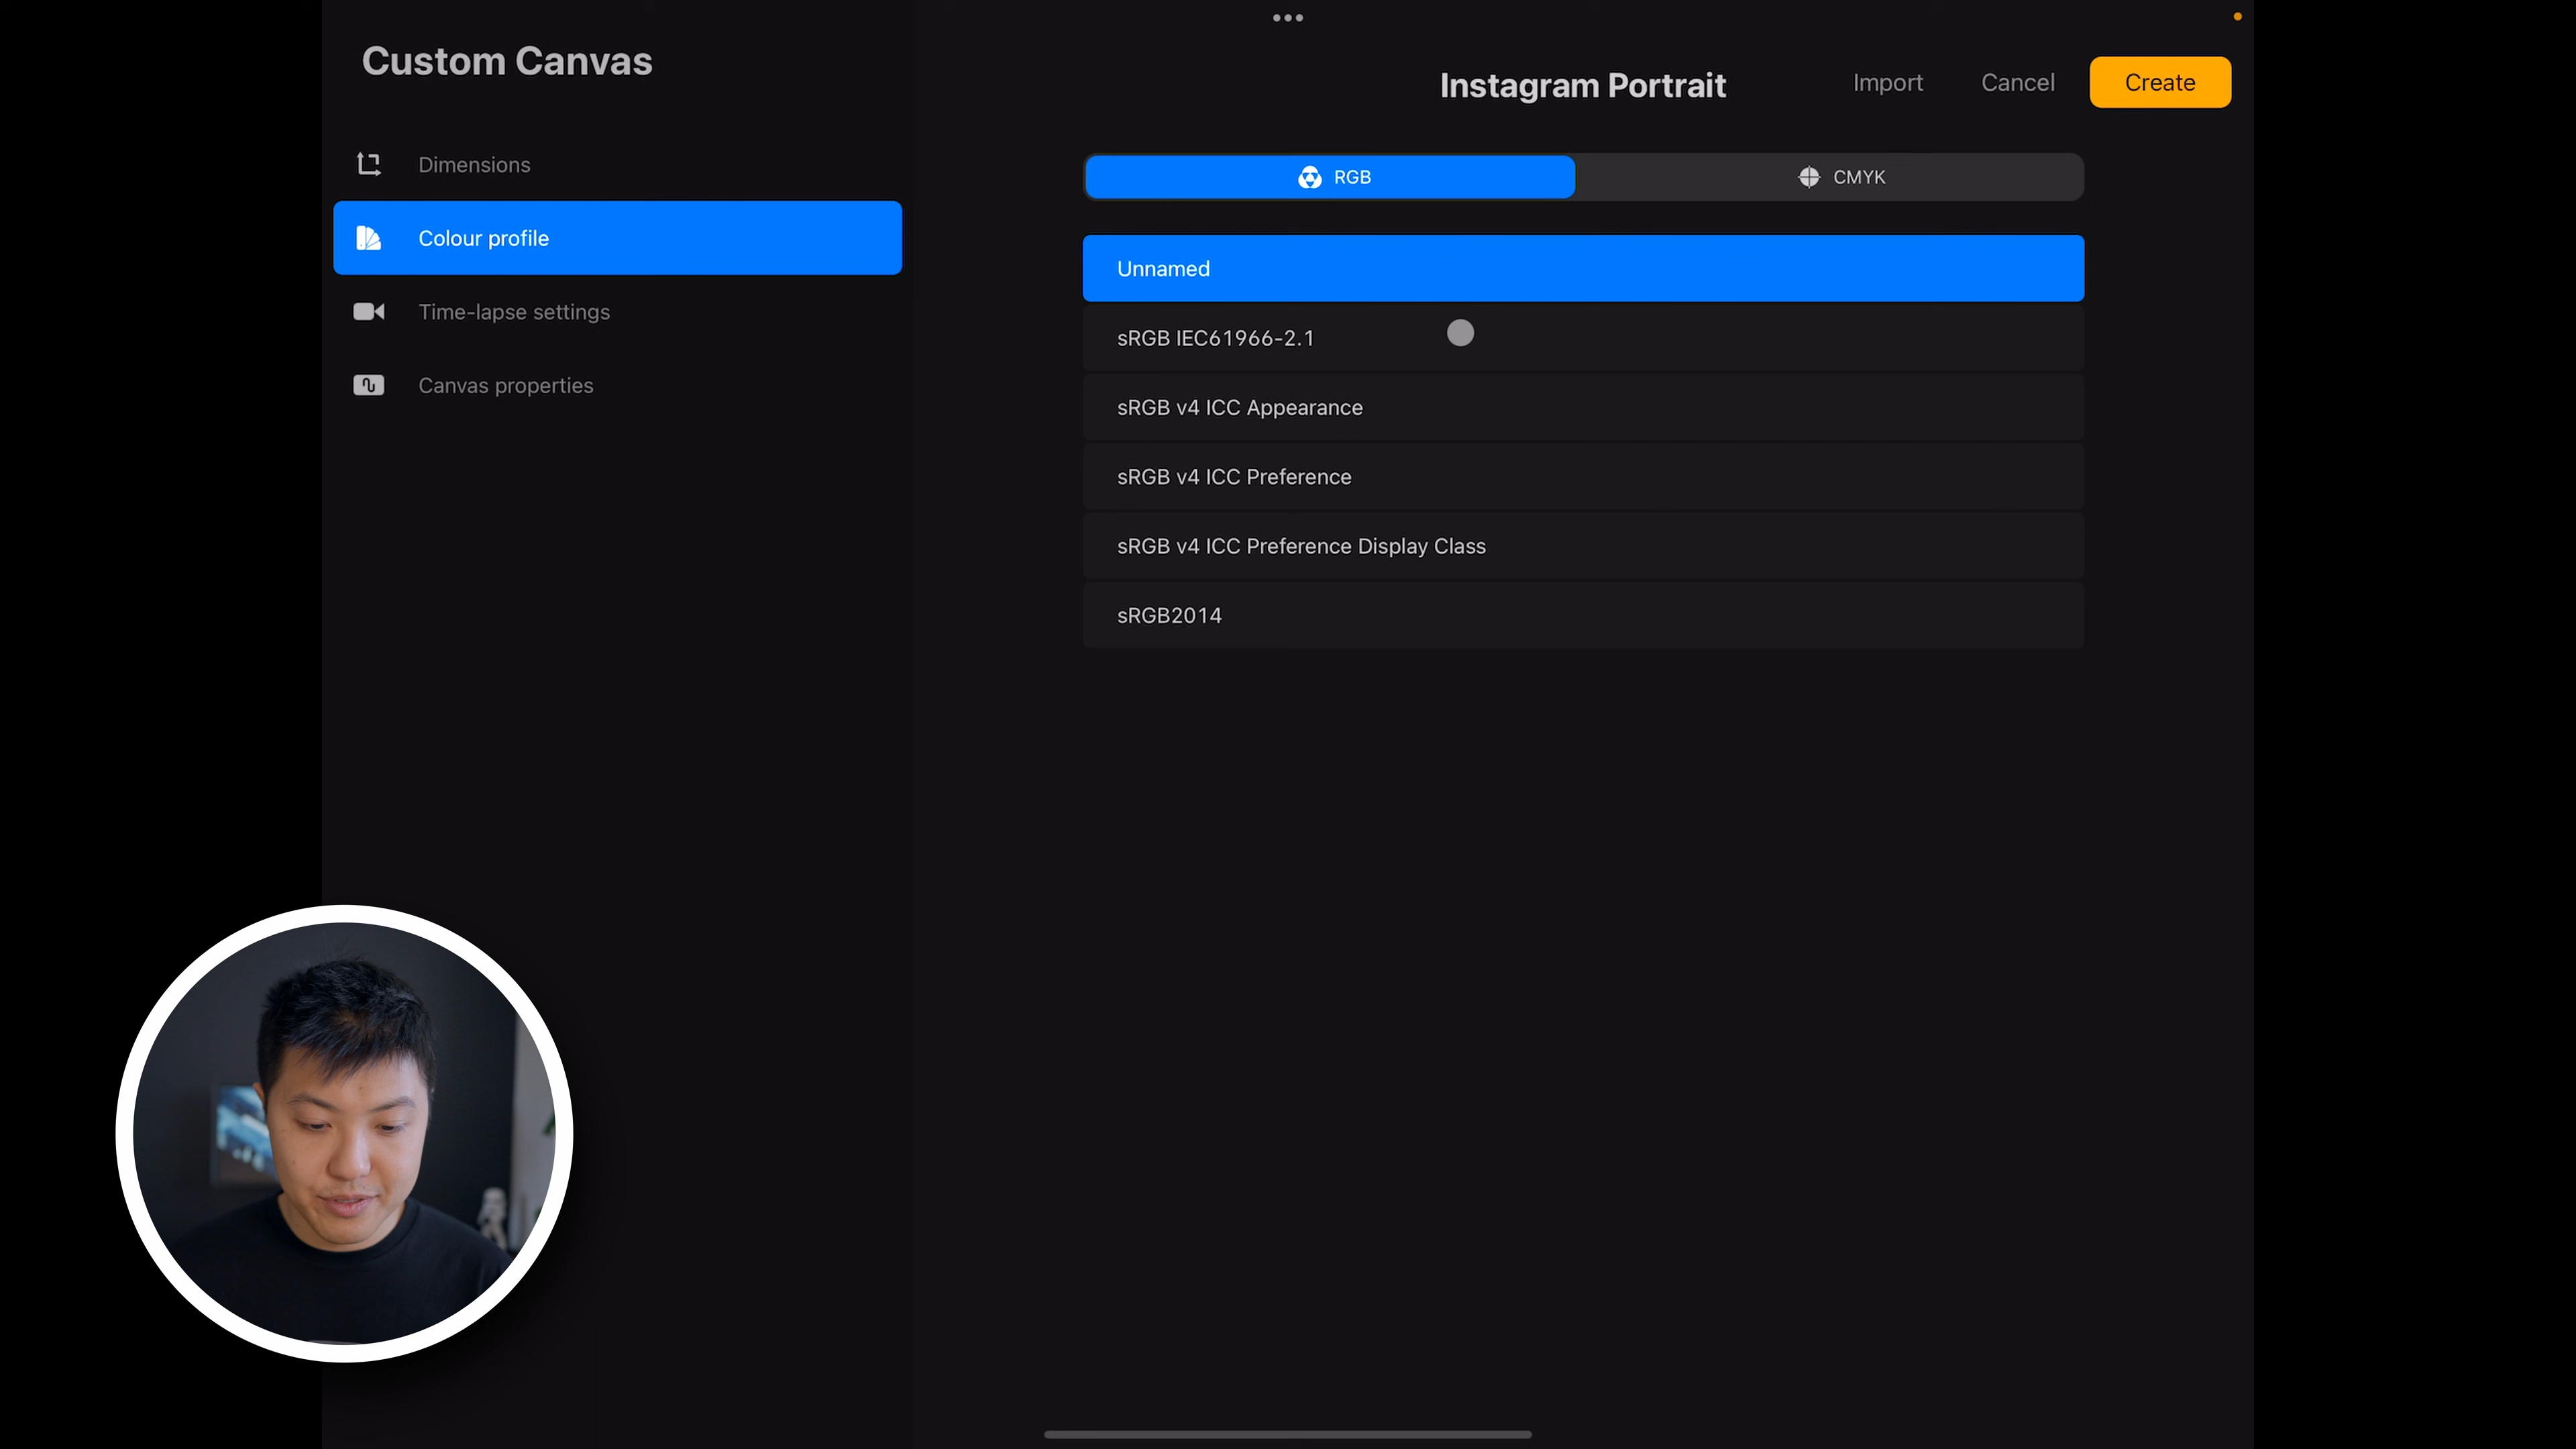 Custom Canvas
Dimensions
Colour profile
Time-lapse settings
Canvas properties
Instagram Portrait
Import
Cancel
Create
RGB
CMYK
Unnamed
sRGB IEC61966-2.1
sRGB v4 ICC Appearance
sRGB v4 ICC Preference
sRGB v4 ICC Preference Display Class
sRGB2014